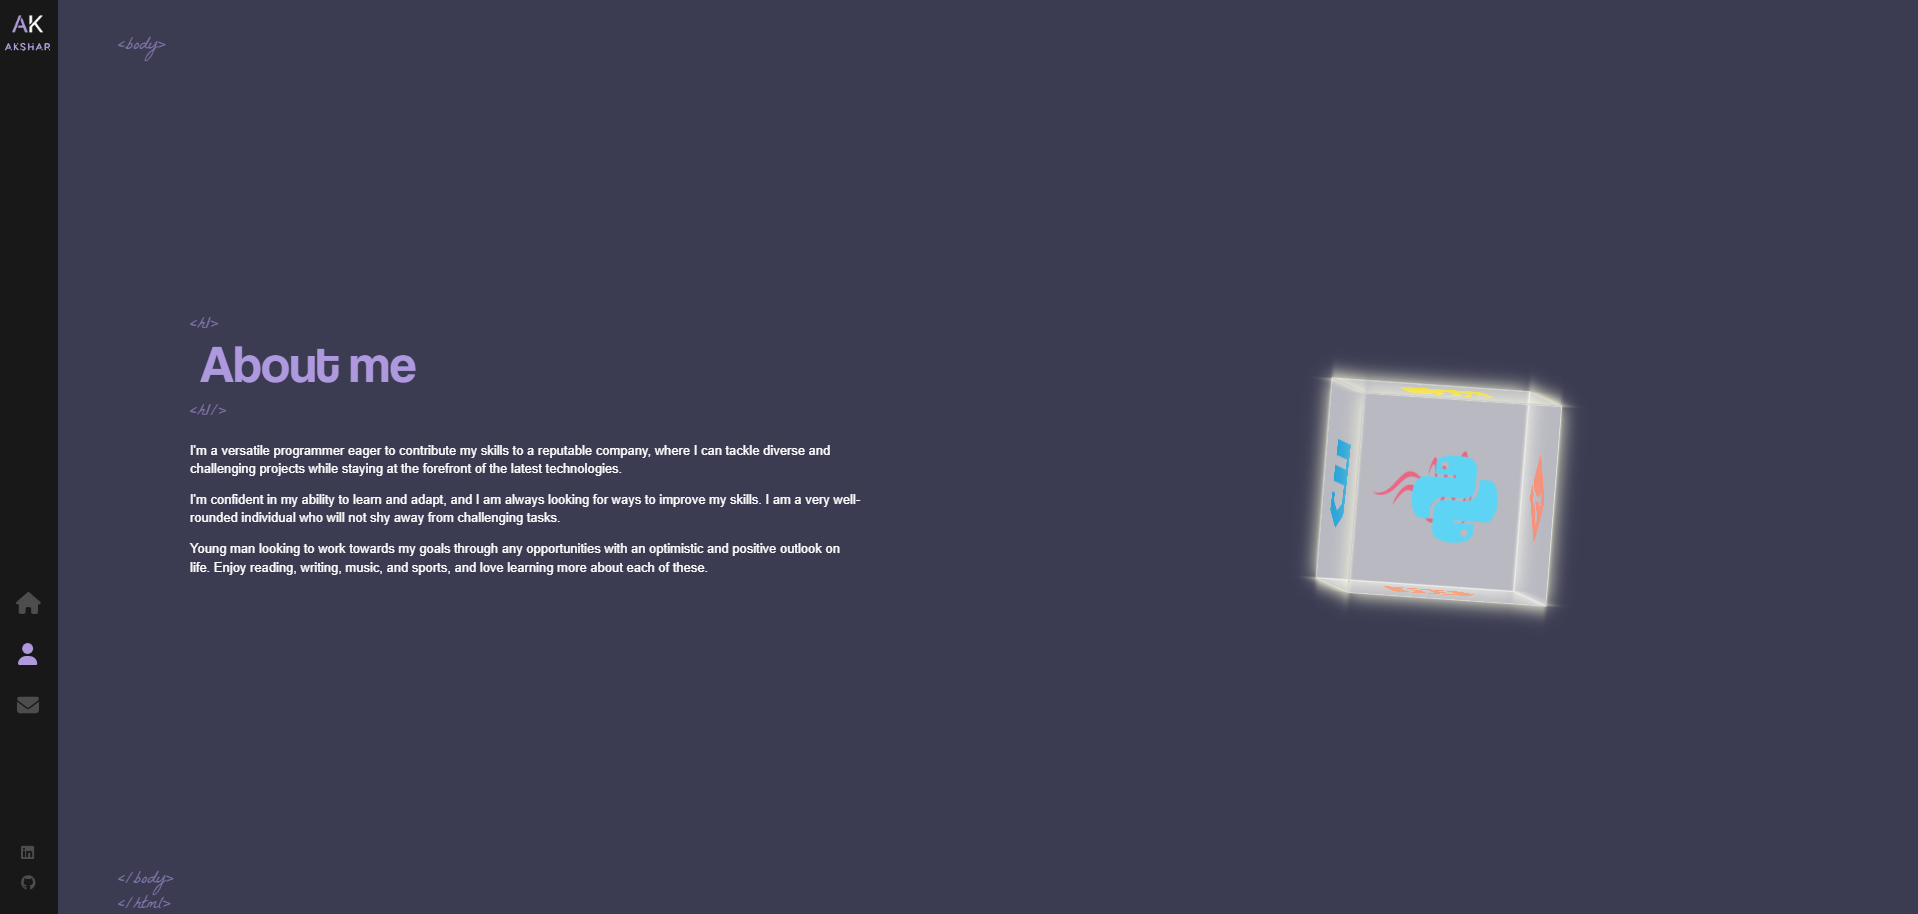 AK
AKSHAR
<body>
<h1>
About me
<h1/>
I'm a versatile programmer eager to contribute my skills to a reputable company, where I can tackle diverse and
challenging projects while staying at the forefront of the latest technologies.
I'm confident in my ability to learn and adapt, and I am always looking for ways to improve my skills. I am a very well-
rounded individual who will not shy away from challenging tasks.
Young man looking to work towards my goals through any opportunities with an optimistic and positive outlook on
life. Enjoy reading, writing, music, and sports, and love learning more about each of these.
</body>
</html>